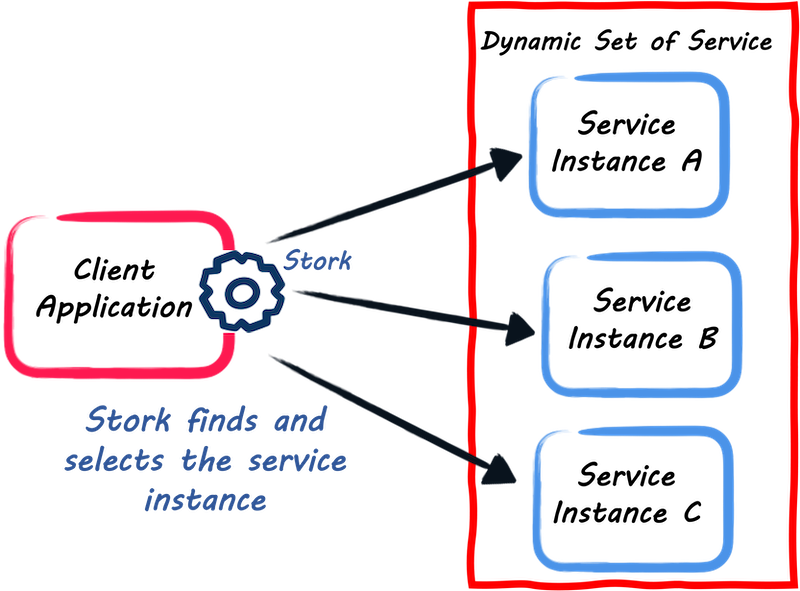 Dynamic Set of Service
Service
Instance A
Stork
Client
Application
Service
Instance B
Stork finds and
selects the service
instance
Service
Instance C